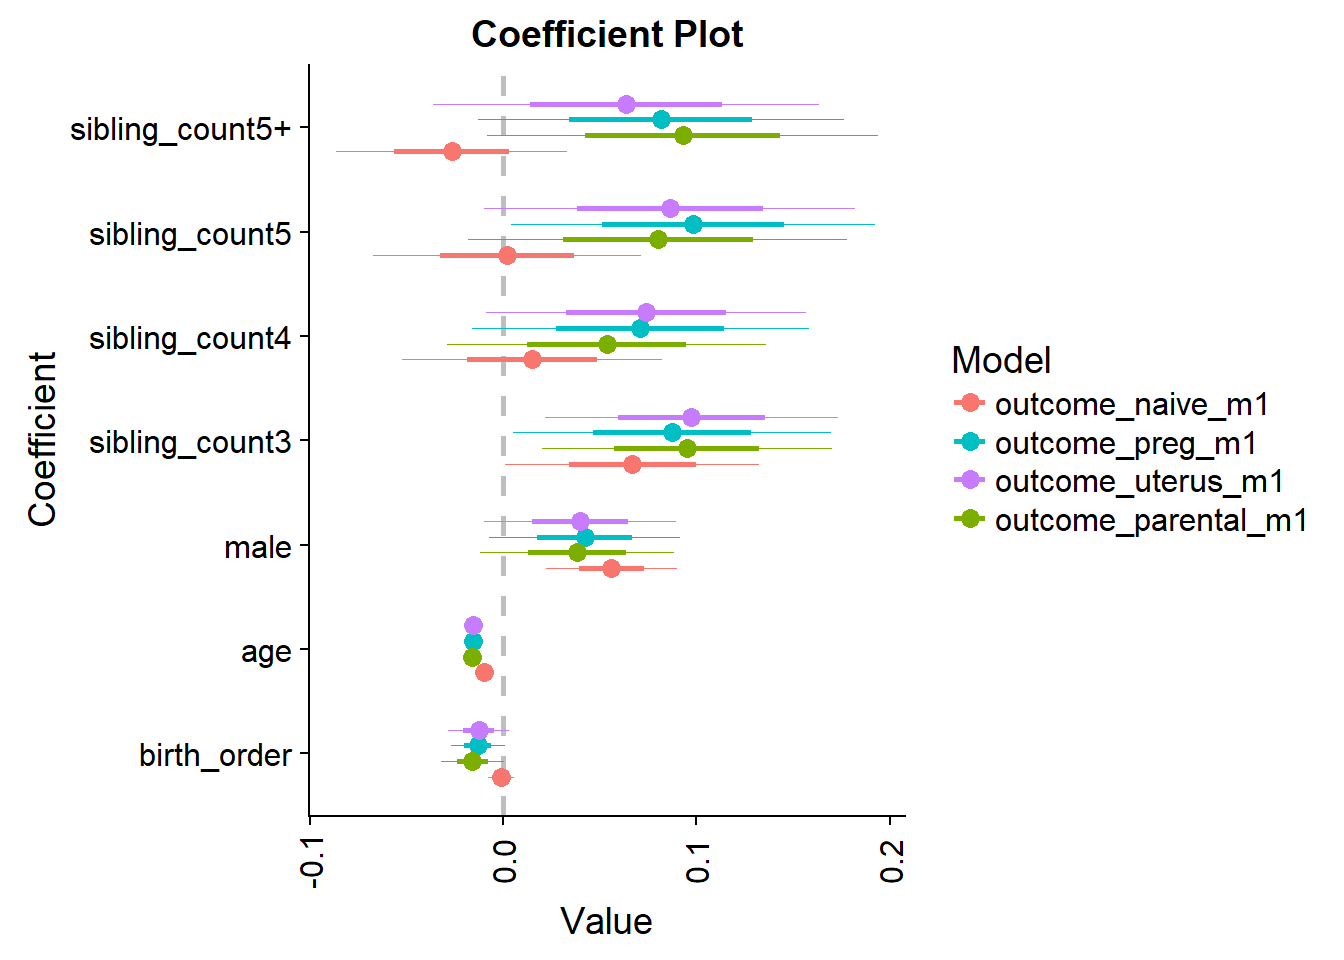 Coefficient Plot
Coefficient
sibling_count5+
sibling_count5
sibling_count4
sibling_count3
male
age
birth_order
-0.1
0.0
0.1
0.2
Value
Model
outcome_naive_m1
outcome_preg_m1
outcome_uterus_m1
outcome_parental_m1